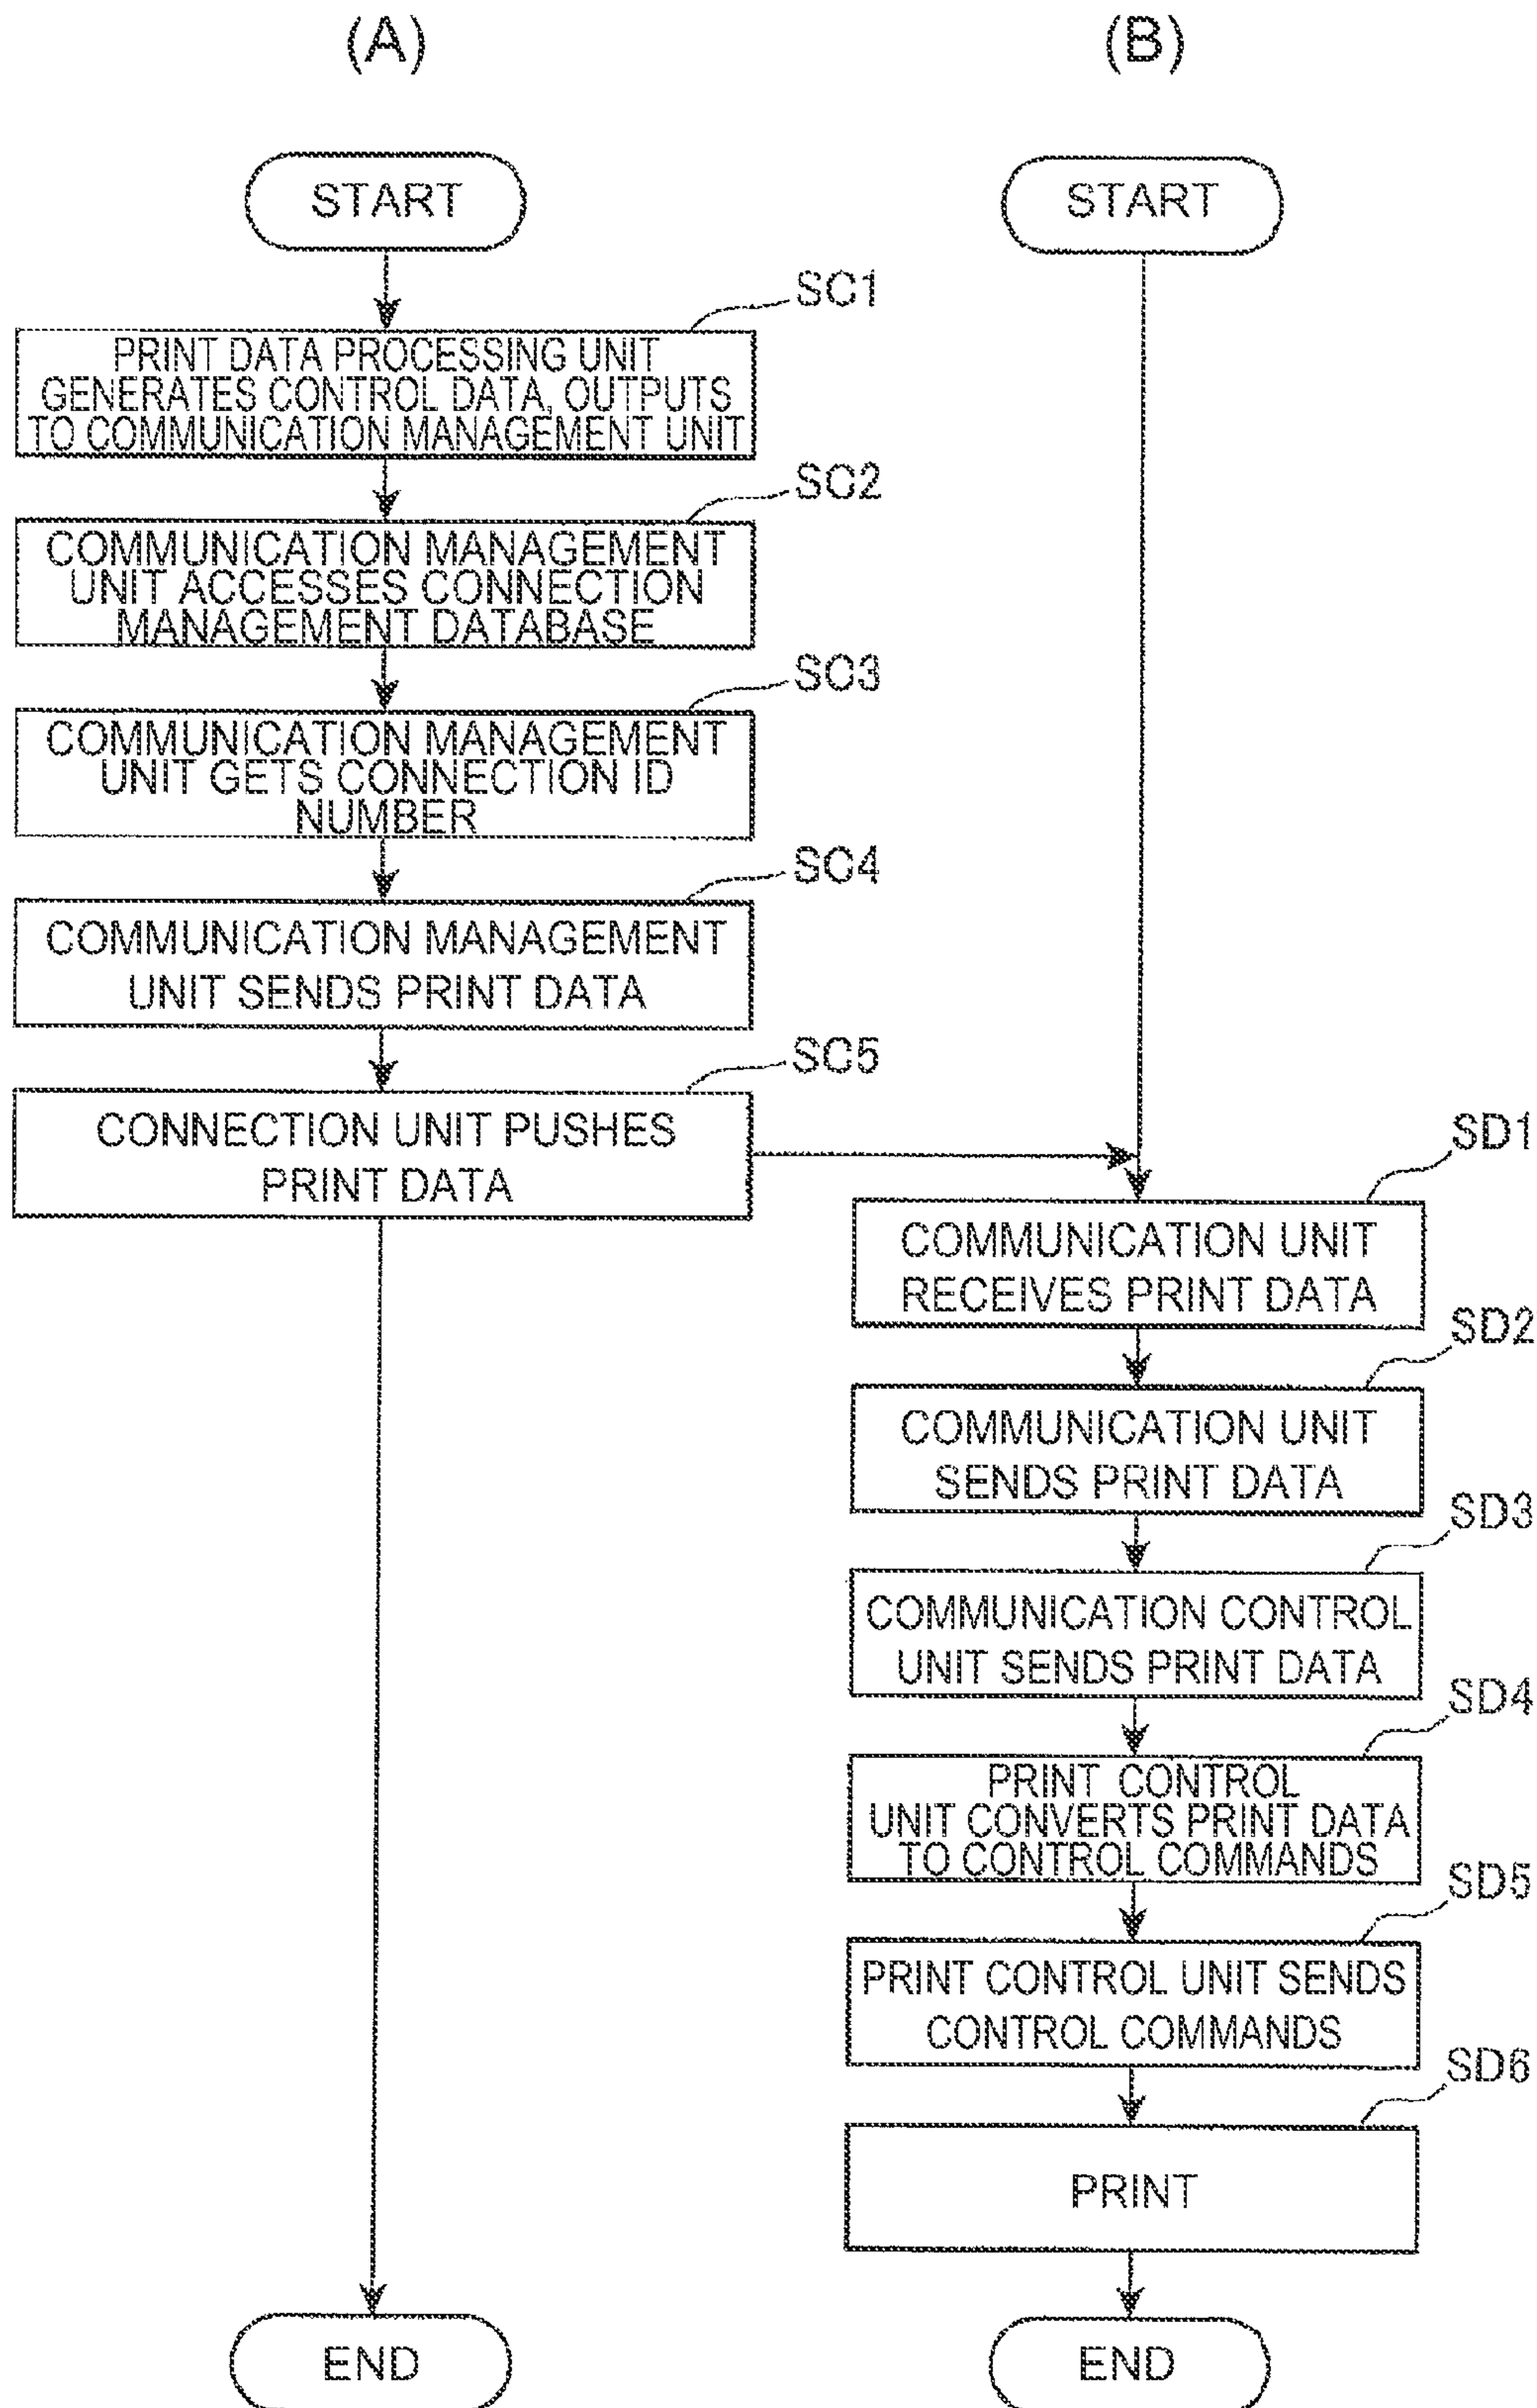 (A)
START
SC1
PRINT DATA PROCESSING UNIT
GENERATES CONTROL DATA, OUTPUTS
TO COMMUNICATION MANAGEMENT UNIT
SC2
COMMUNICATION MANAGEMENT
UNIT ACCESSES CONNECTION
MANAGEMENT DATABASE
SC3
COMMUNICATION MANAGEMENT
UNIT GETS CONNECTION ID
NUMBER
SC4
COMMUNICATION MANAGEMENT
UNIT SENDS PRINT DATA
SC5
CONNECTION UNIT PUSHES
PRINT DATA
END
(B)
START
SD1
COMMUNICATION UNIT
RECEIVES PRINT DATA
SD2
COMMUNICATION UNIT
SENDS PRINT DATA
SD3
COMMUNICATION CONTROL
UNIT SENDS PRINT DATA
SD4
PRINT CONTROL
UNIT CONVERTS PRINT DATA
TO CONTROL COMMANDS
SD5
PRINT CONTROL UNIT SENDS
CONTROL COMMANDS
SD6
PRINT
END